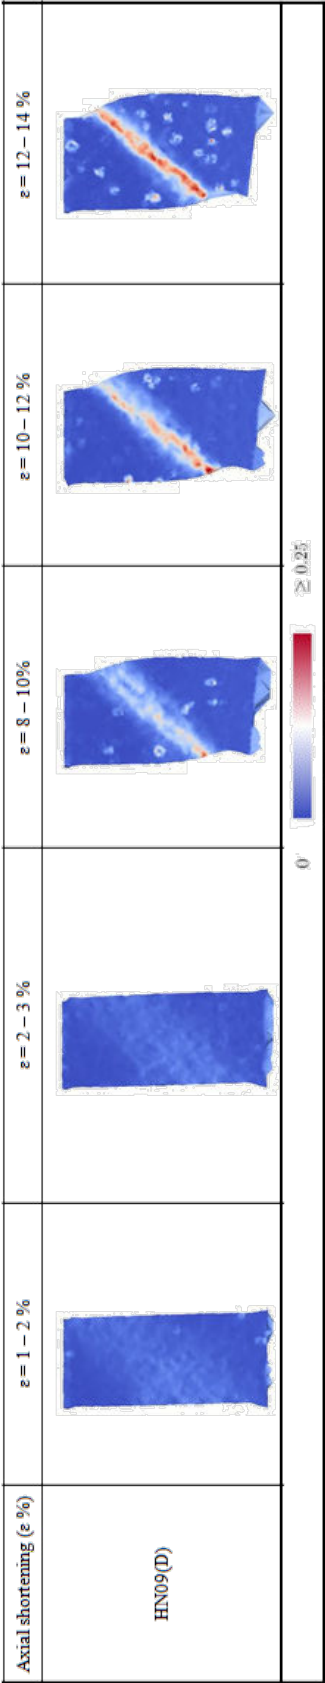 Axial shortening (ε %)
ε = 1 – 2 %
ε = 2 – 3 %
ε = 8 – 10%
ε = 10 – 12 %
ε = 12 – 14 %
HN09(D)
0
≥ 0.25